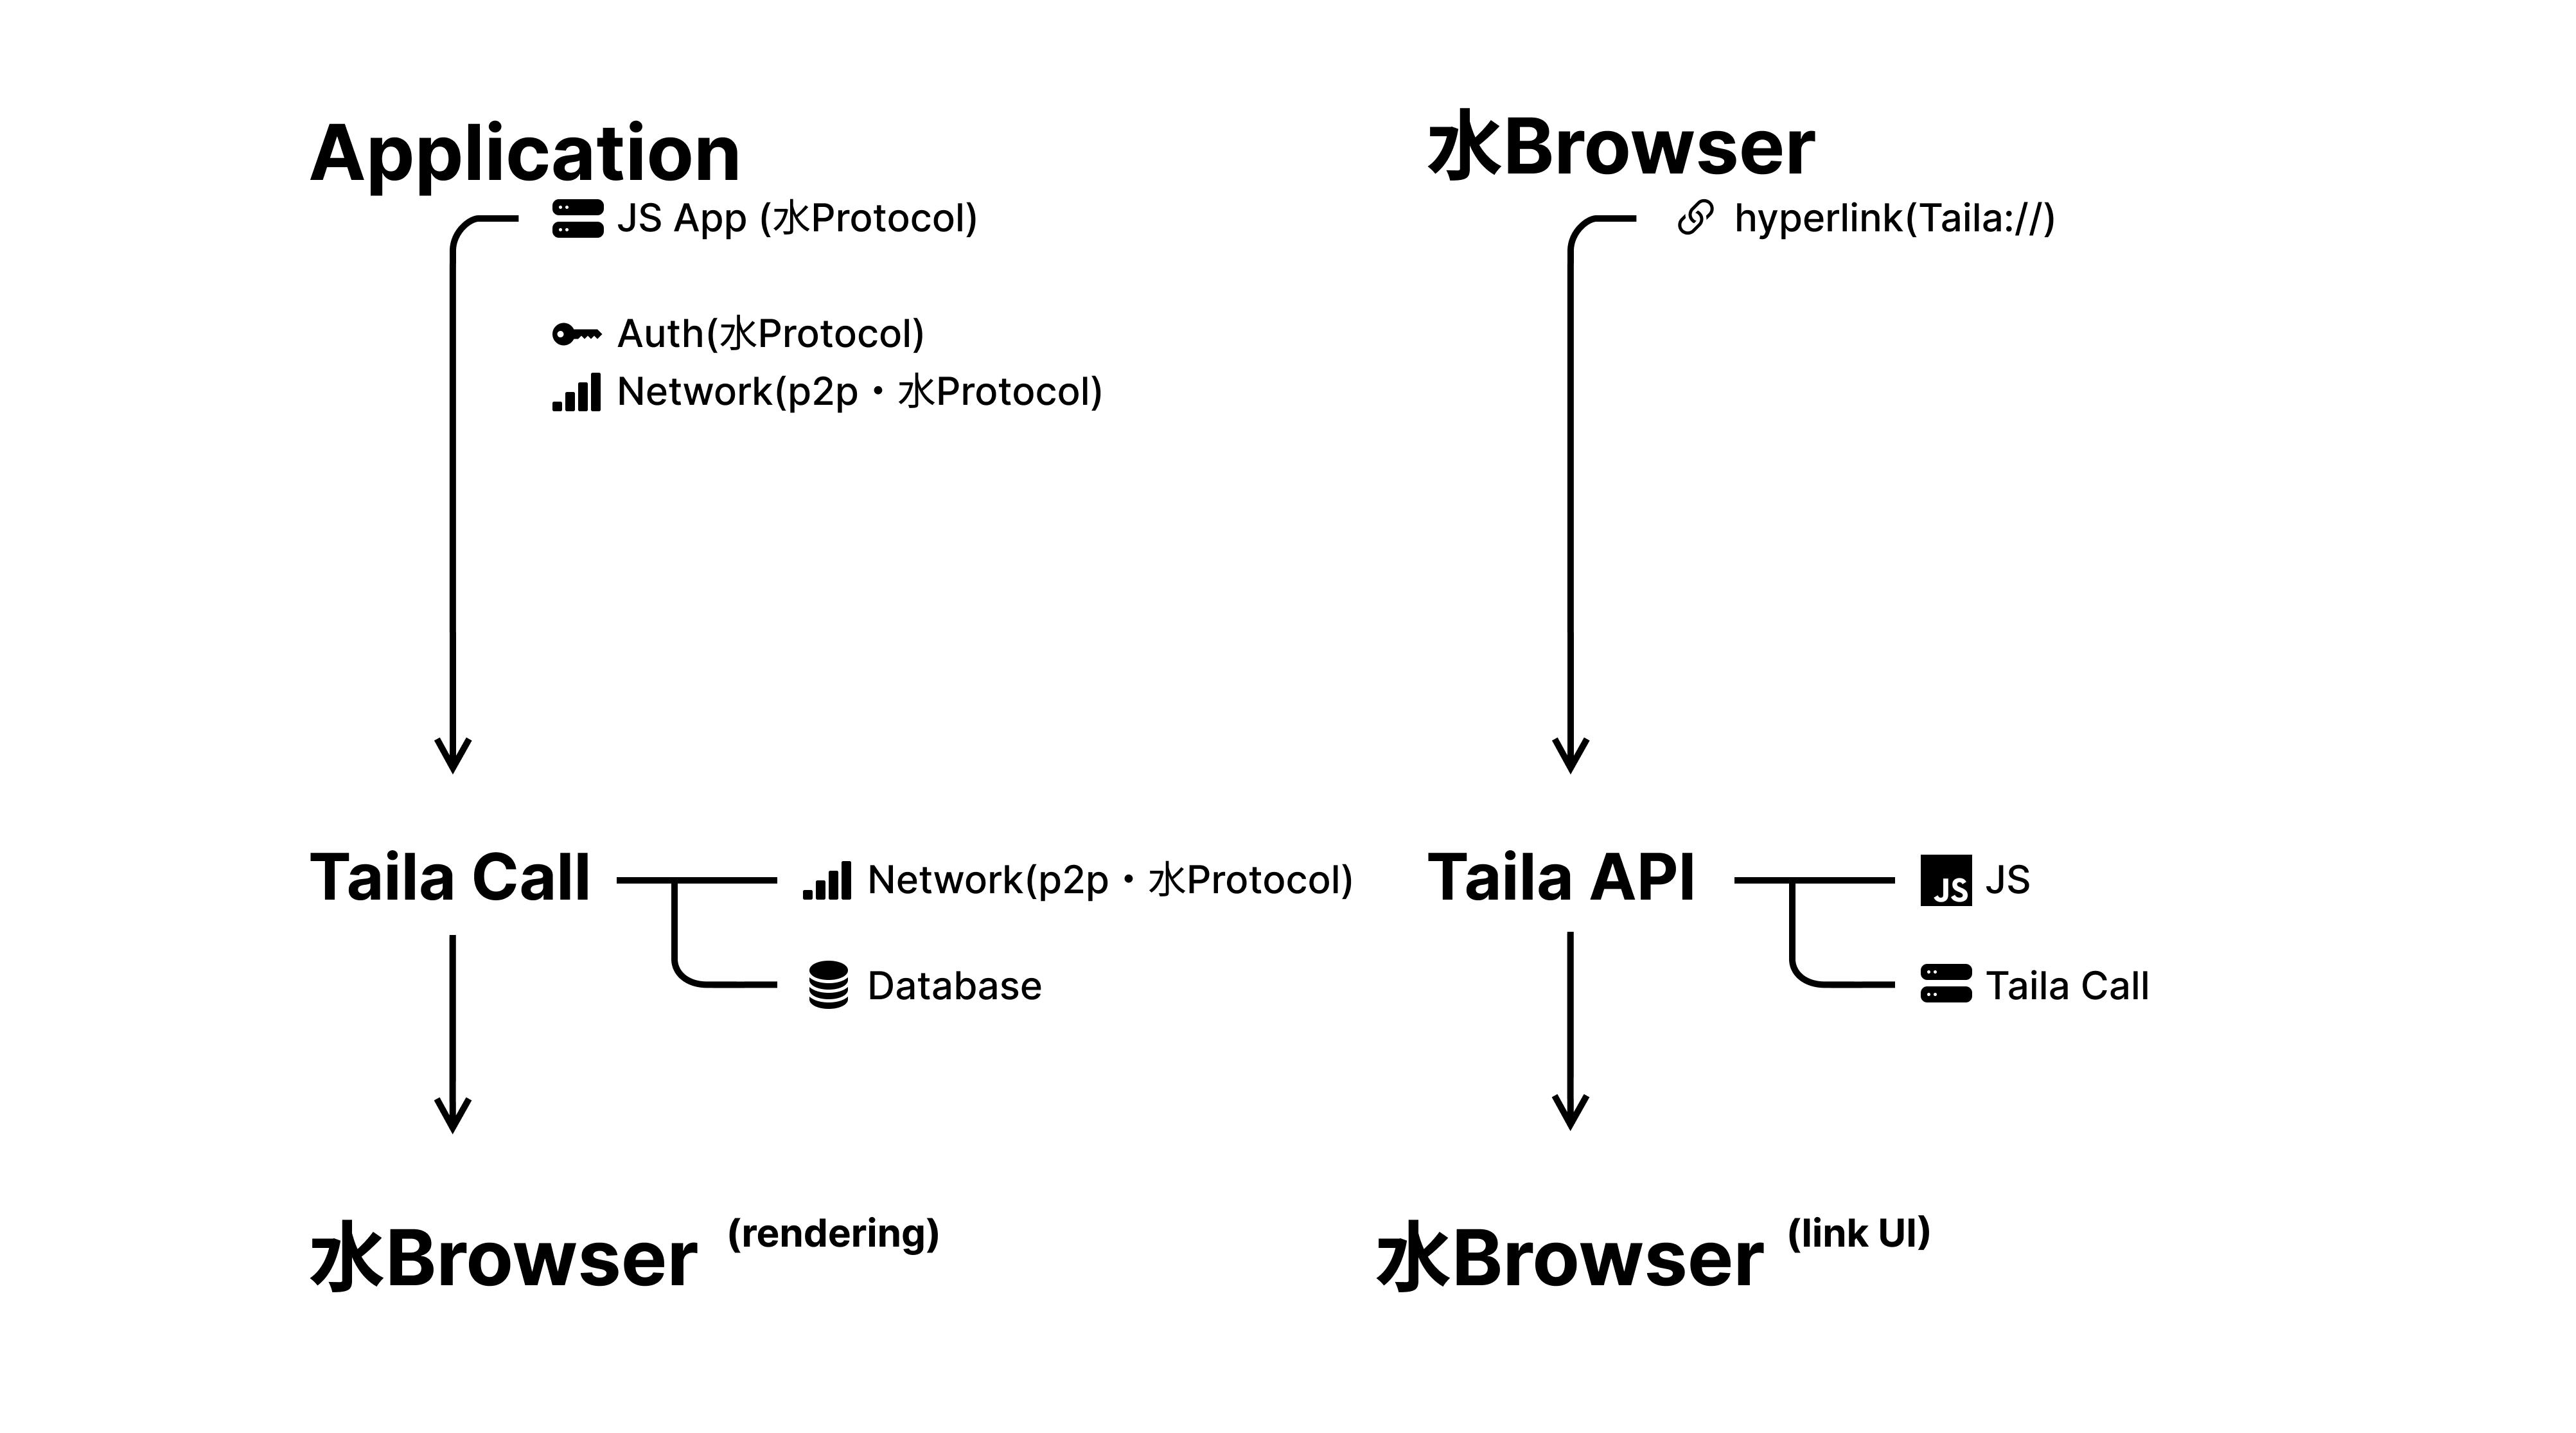 Application
JS App (水Protocol)
Auth(水Protocol)
Network(p2p・水Protocol)
Taila Call
Network(p2p・水Protocol)
Database
水Browser (rendering)
水Browser
hyperlink(Taila://)
Taila API
JS JS
Taila Call
水Browser (link UI)